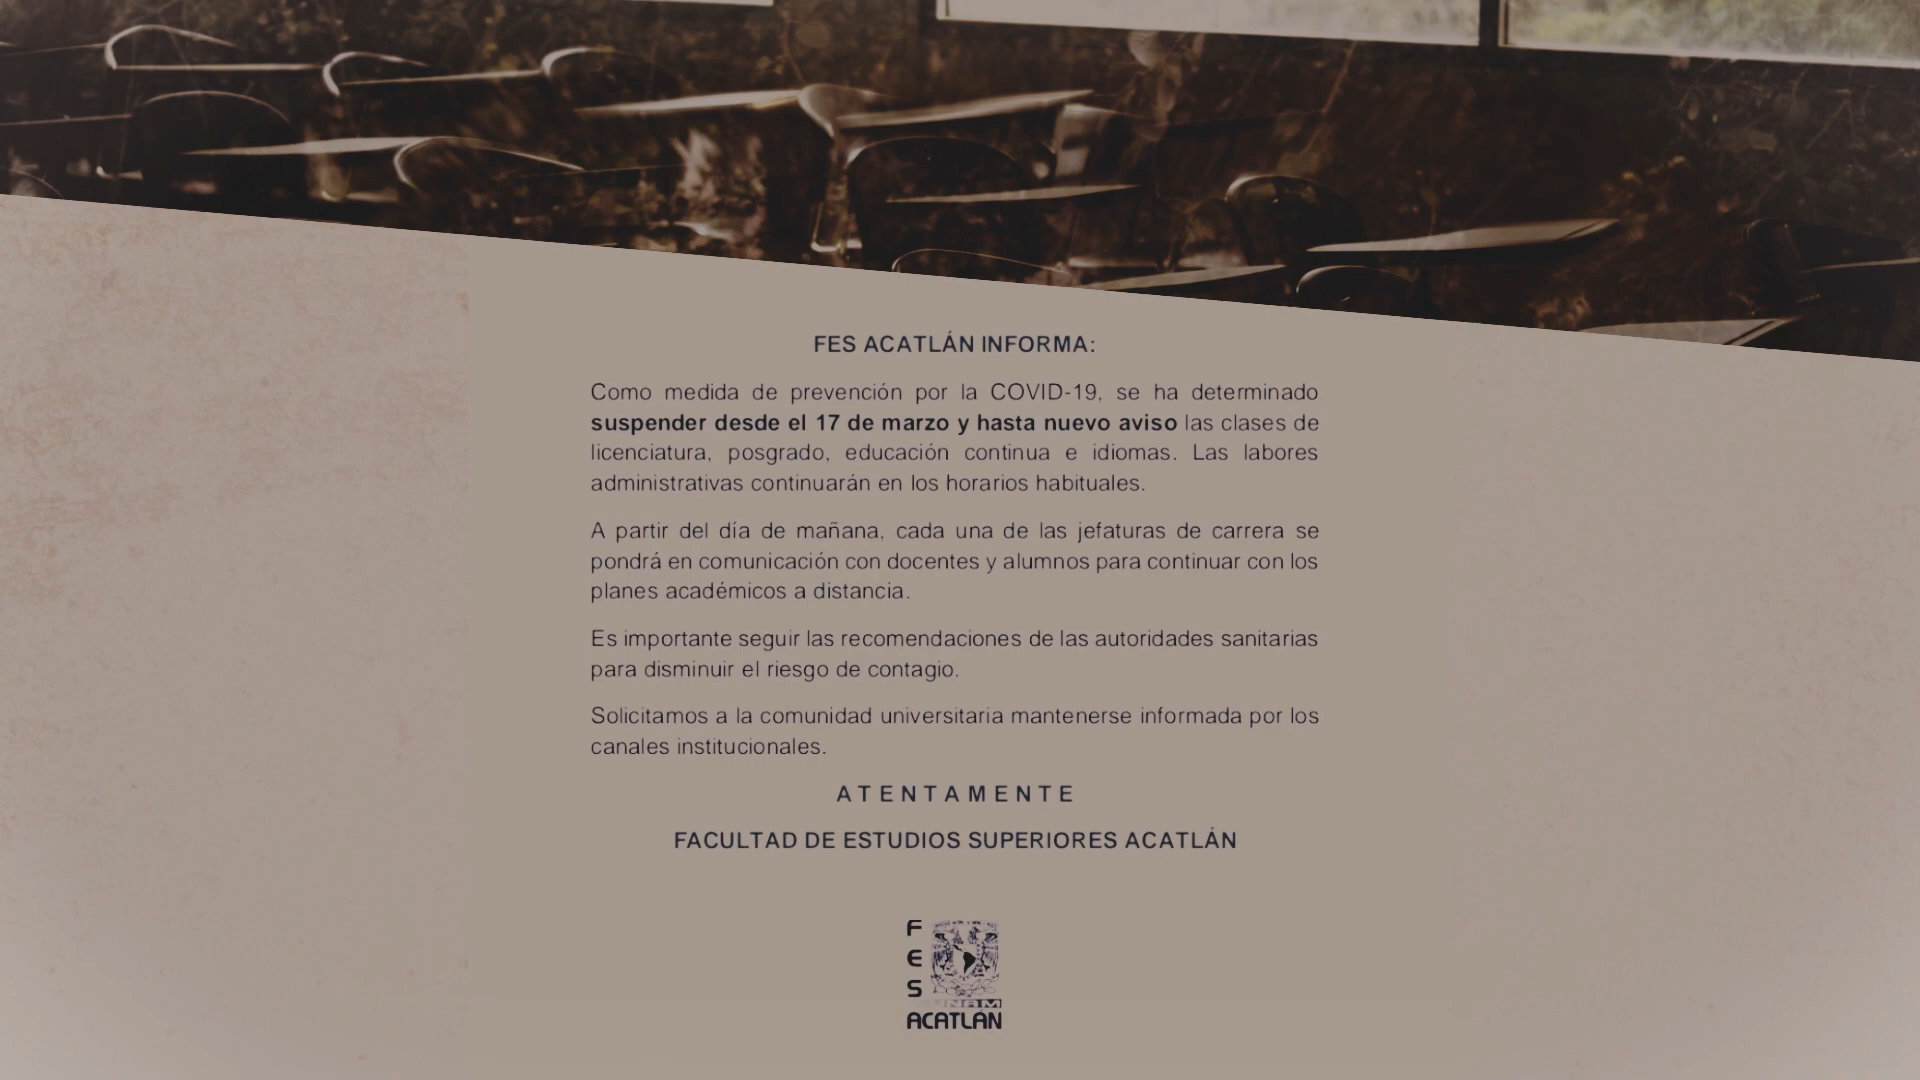 FES ACATLÁN INFORMA:
Como medida de prevención por la COVID-19, se ha determinado
suspender desde el 17 de marzo y hasta nuevo aviso las clases de
licenciatura, posgrado, educación continua e idiomas. Las labores
administrativas continuarán en los horarios habituales.
A partir del día de mañana, cada una de las jefaturas de carrera se
pondrá en comunicación con docentes y alumnos para continuar con los
planes académicos a distancia.
Es importante seguir las recomendaciones de las autoridades sanitarias
para disminuir el riesgo de contagio.
Solicitamos a la comunidad universitaria mantenerse informada por los
canales institucionales.
ATENTAMENTE
FACULTAD DE ESTUDIOS SUPERIORES ACATLÁN
FES
UNAM
ACATLÁN